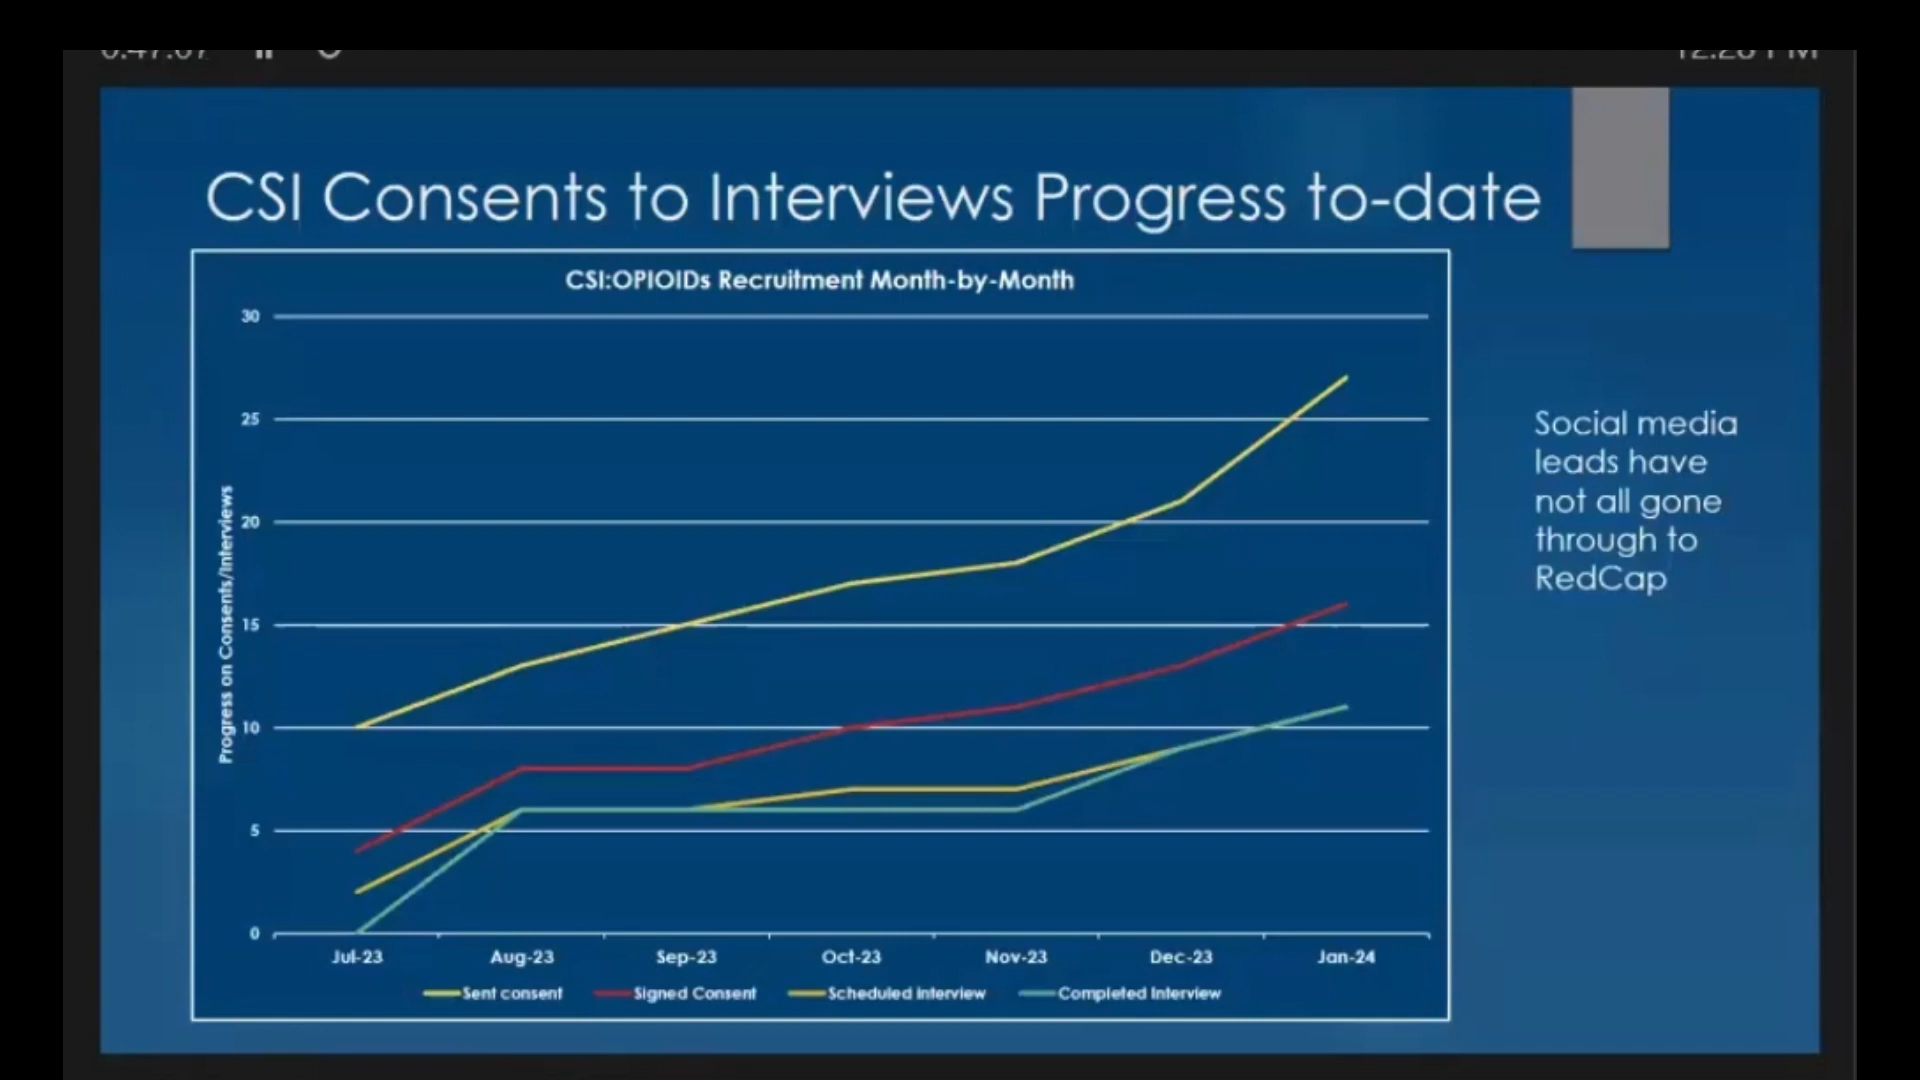 CSI Consents to Interviews Progress to-date
CSI:OPIOIDs Recruitment Month-by-Month
Progress on Consents/Interviews
30
25
20
15
10
5
0
Jul-23 Aug-23 Sep-23 Oct-23 Nov-23 Dec-23 Jan-24
Sent consent Signed Consent Scheduled interview Completed Interview
Social media
leads have
not all gone
through to
RedCap